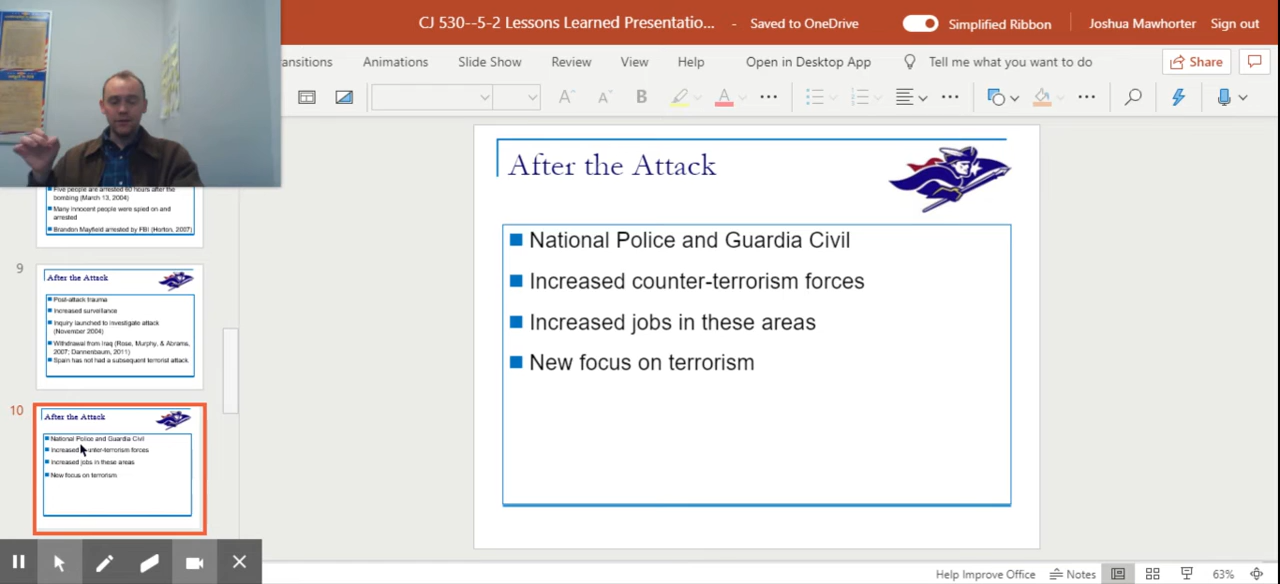 CJ 530--5-2 Lessons Learned Presentatio... - Saved to OneDrive
Simplified Ribbon
Joshua Mawhorter Sign out
ansitions Animations Slide Show Review View Help Open in Desktop App Tell me what you want to do Share
A A B A
After the Attack
National Police and Guardia Civil
Increased counter-terrorism forces
Increased jobs in these areas
New focus on terrorism
Five people are arrested 60 hours after the
bombing (March 13, 2004)
Many innocent people were spied on and
arrested
Brandon Mayfield arrested by FBI (Horton, 2007)
9
After the Attack
Post-attack trauma
Increased surveillance
Inquiry launched to investigate attack
(November 2004)
Withdrawal from Iraq (Rose, Murphy, & Abrams,
2007; Dannenbaum, 2011)
Spain has not had a subsequent terrorist attack
10
After the Attack
National Police and Guardia Civil
Increased unter-terrorism forces
Increased jobs in these areas
New focus on terrorism
Help Improve Office Notes 63%